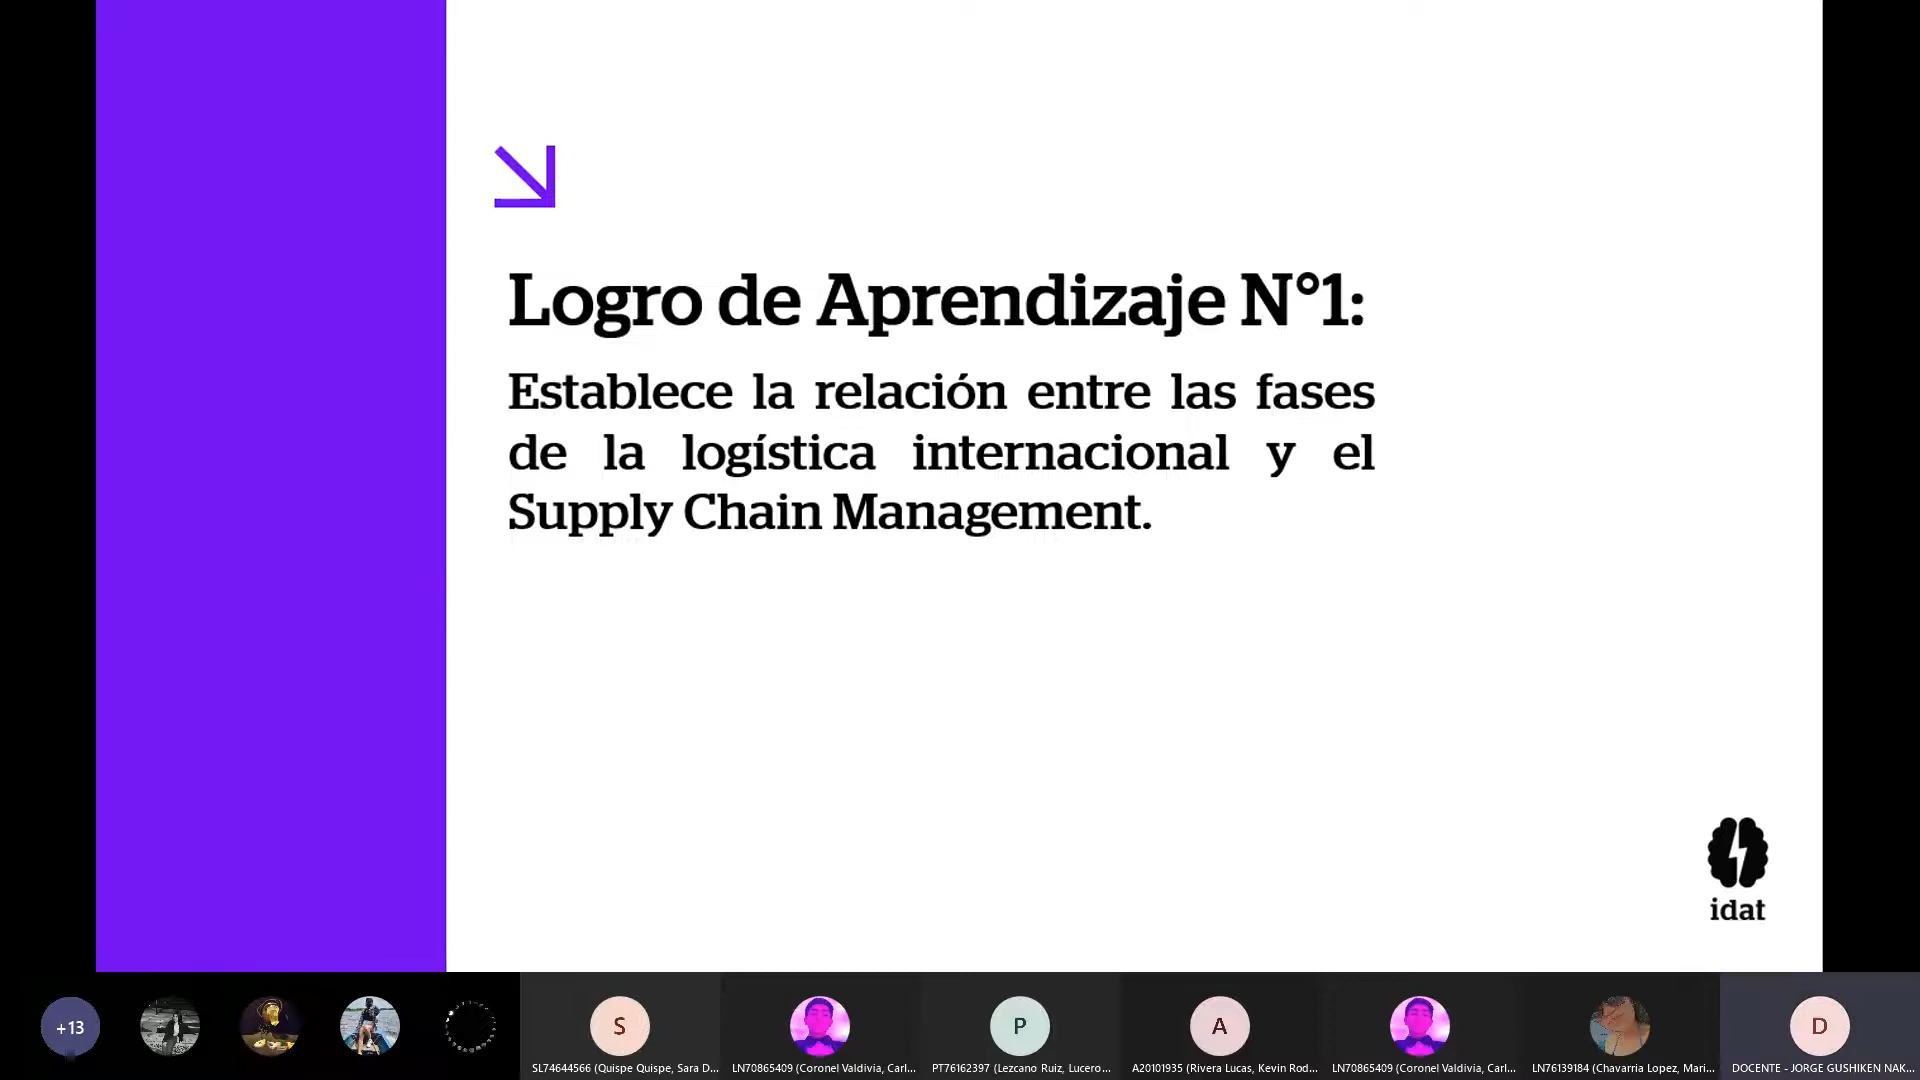 Logro de Aprendizaje N°1:
Establece la relación entre las fases
de la logística internacional y el
Supply Chain Management.
idat
+13
S
P
A
D
SL74644566 (Quispe Quispe, Sara D...
LN70865409 (Coronel Valdivia, Carl...
PT76162397 (Lezcano Ruiz, Lucero...
A20101935 (Rivera Lucas, Kevin Rod...
LN70865409 (Coronel Valdivia, Carl...
LN76139184 (Chavarria Lopez, Mari...
DOCENTE - JORGE GUSHIKEN NAK...